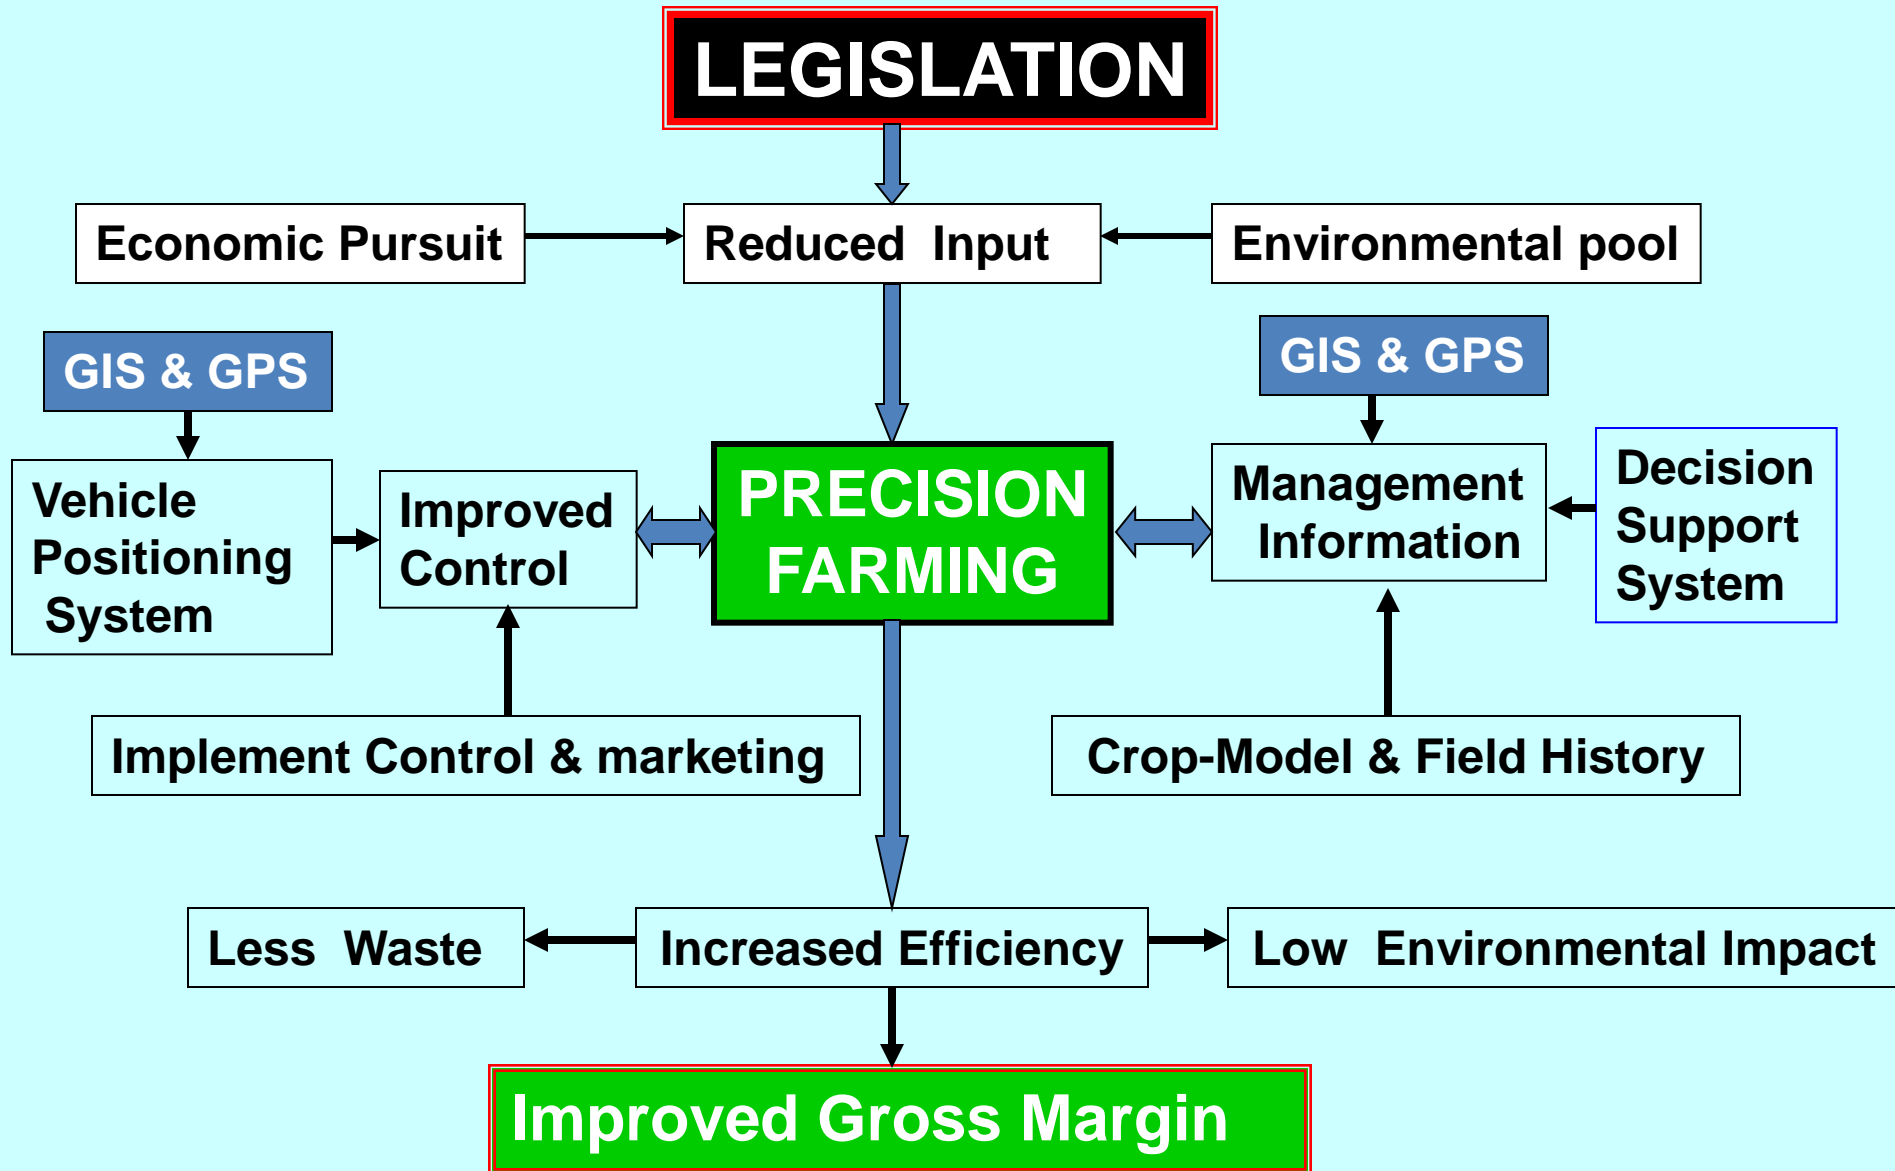 LEGISLATION
Economic Pursuit
Reduced Input
Environmental pool
GIS & GPS
GIS & GPS
Vehicle
Positioning
System
Improved
Control
PRECISION
FARMING
Management
Information
Decision
Support
System
Implement Control & marketing
Crop-Model & Field History
Less Waste
Increased Efficiency
Low Environmental Impact
Improved Gross Margin